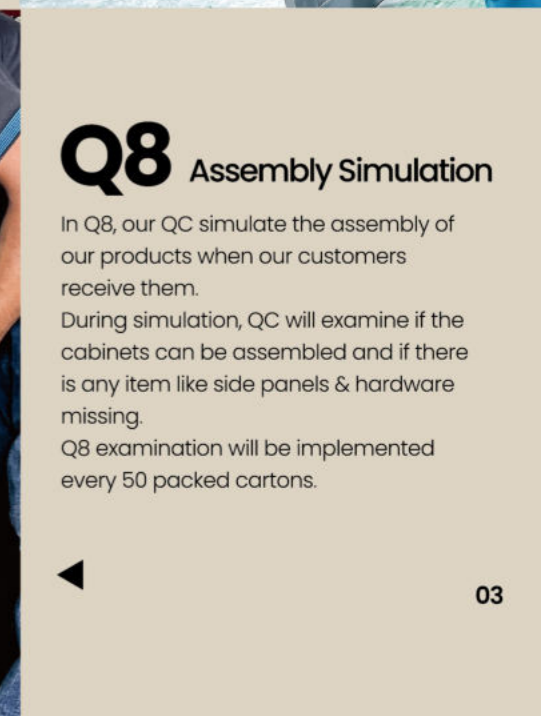 Q8 Assembly Simulation
In Q8, our QC simulate the assembly of
our products when our customers
receive them.
During simulation, QC will examine if the
cabinets can be assembled and if there
is any item like side panels & hardware
missing.
Q8 examination will be implemented
every 50 packed cartons.
03